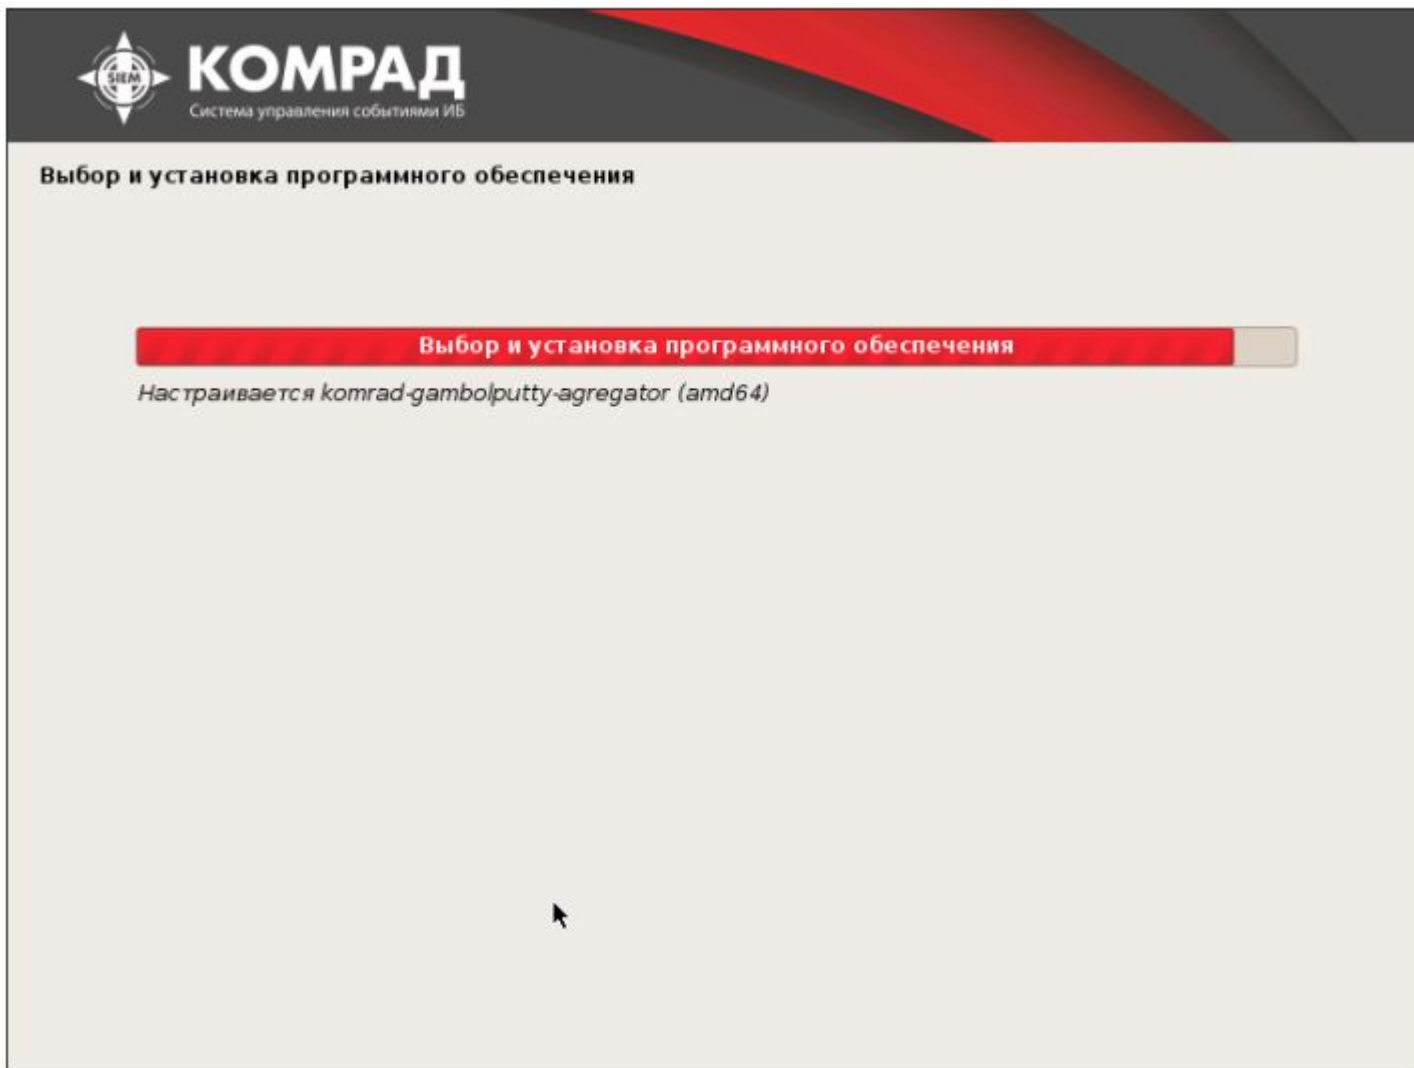 SIEM
КОМРАД
Система управления событиями ИБ
Выбор и установка программного обеспечения
Выбор и установка программного обеспечения
Настраивается komrad-gambolputty-agregator (amd64)